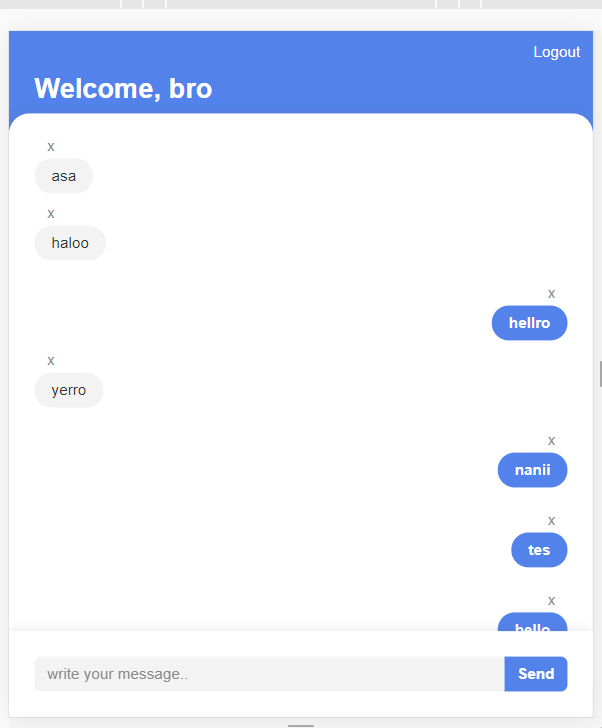 Logout
Welcome, bro
x
asa
x
haloo
x
hellro
x
yerro
x
nanii
x
tes
x
hello
write your message..
Send